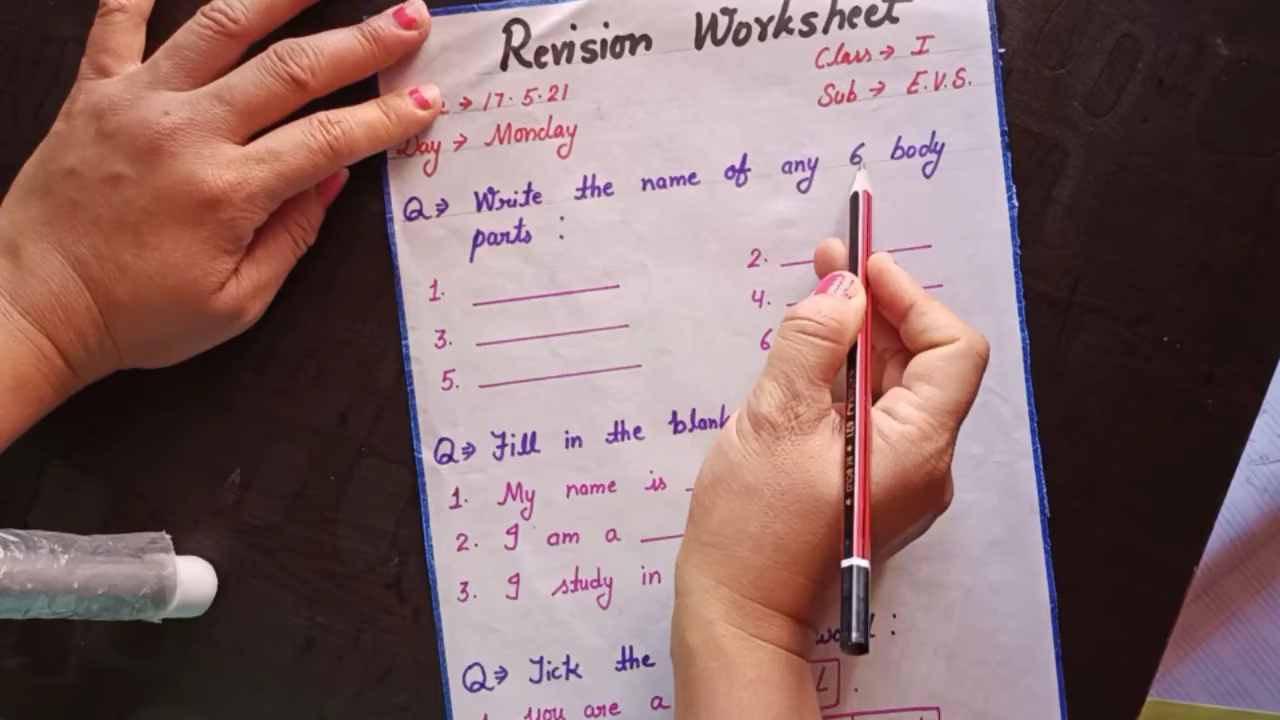 Revision Worksheet
Class → I
→ 17.5.21
Sub → E.V.S.
Day → Monday
Q⇒ Write the name of any 6 body
parts :
1. 2.
3. 4.
5. 6
Q⇒ Fill in the blank
1. My name is
2. I am a
3. I study in
Q⇒ Tick the :
you are a